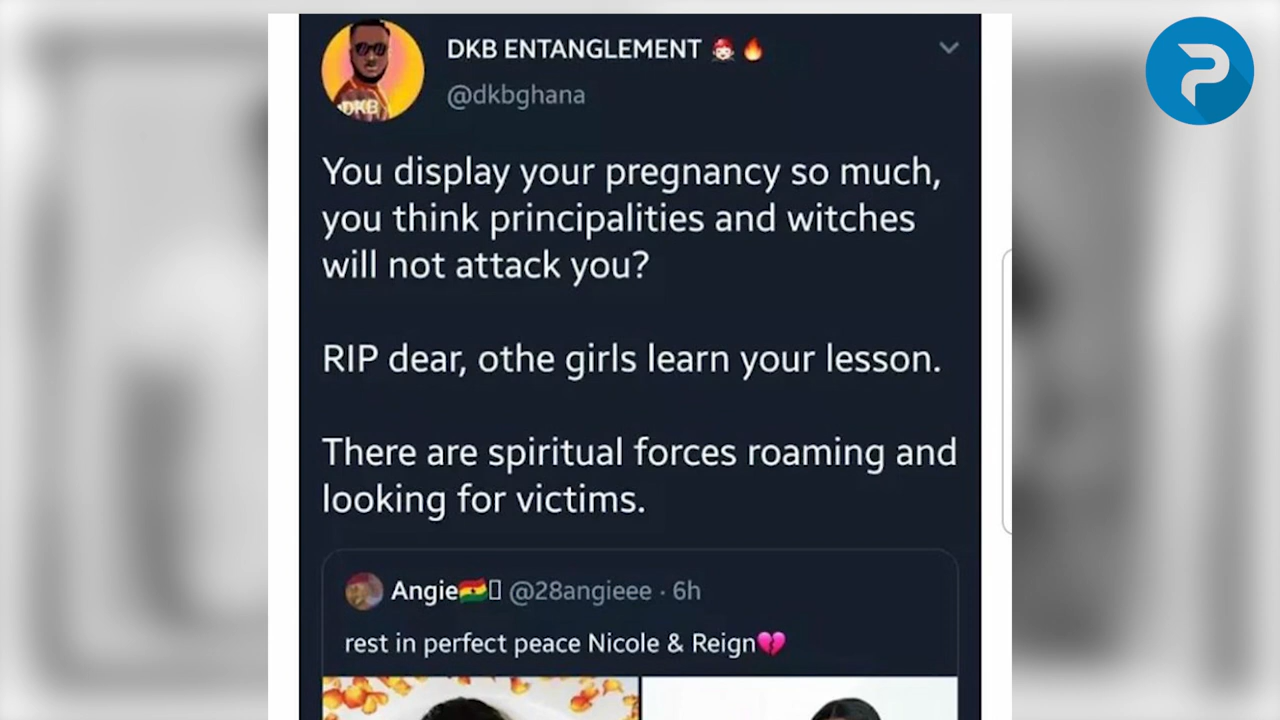 DKB ENTANGLEMENT
@dkbghana
You display your pregnancy so much,
you think principalities and witches
will not attack you?
RIP dear, othe girls learn your lesson.
There are spiritual forces roaming and
looking for victims.
Angie @28angieee · 6h
rest in perfect peace Nicole & Reign
DKB